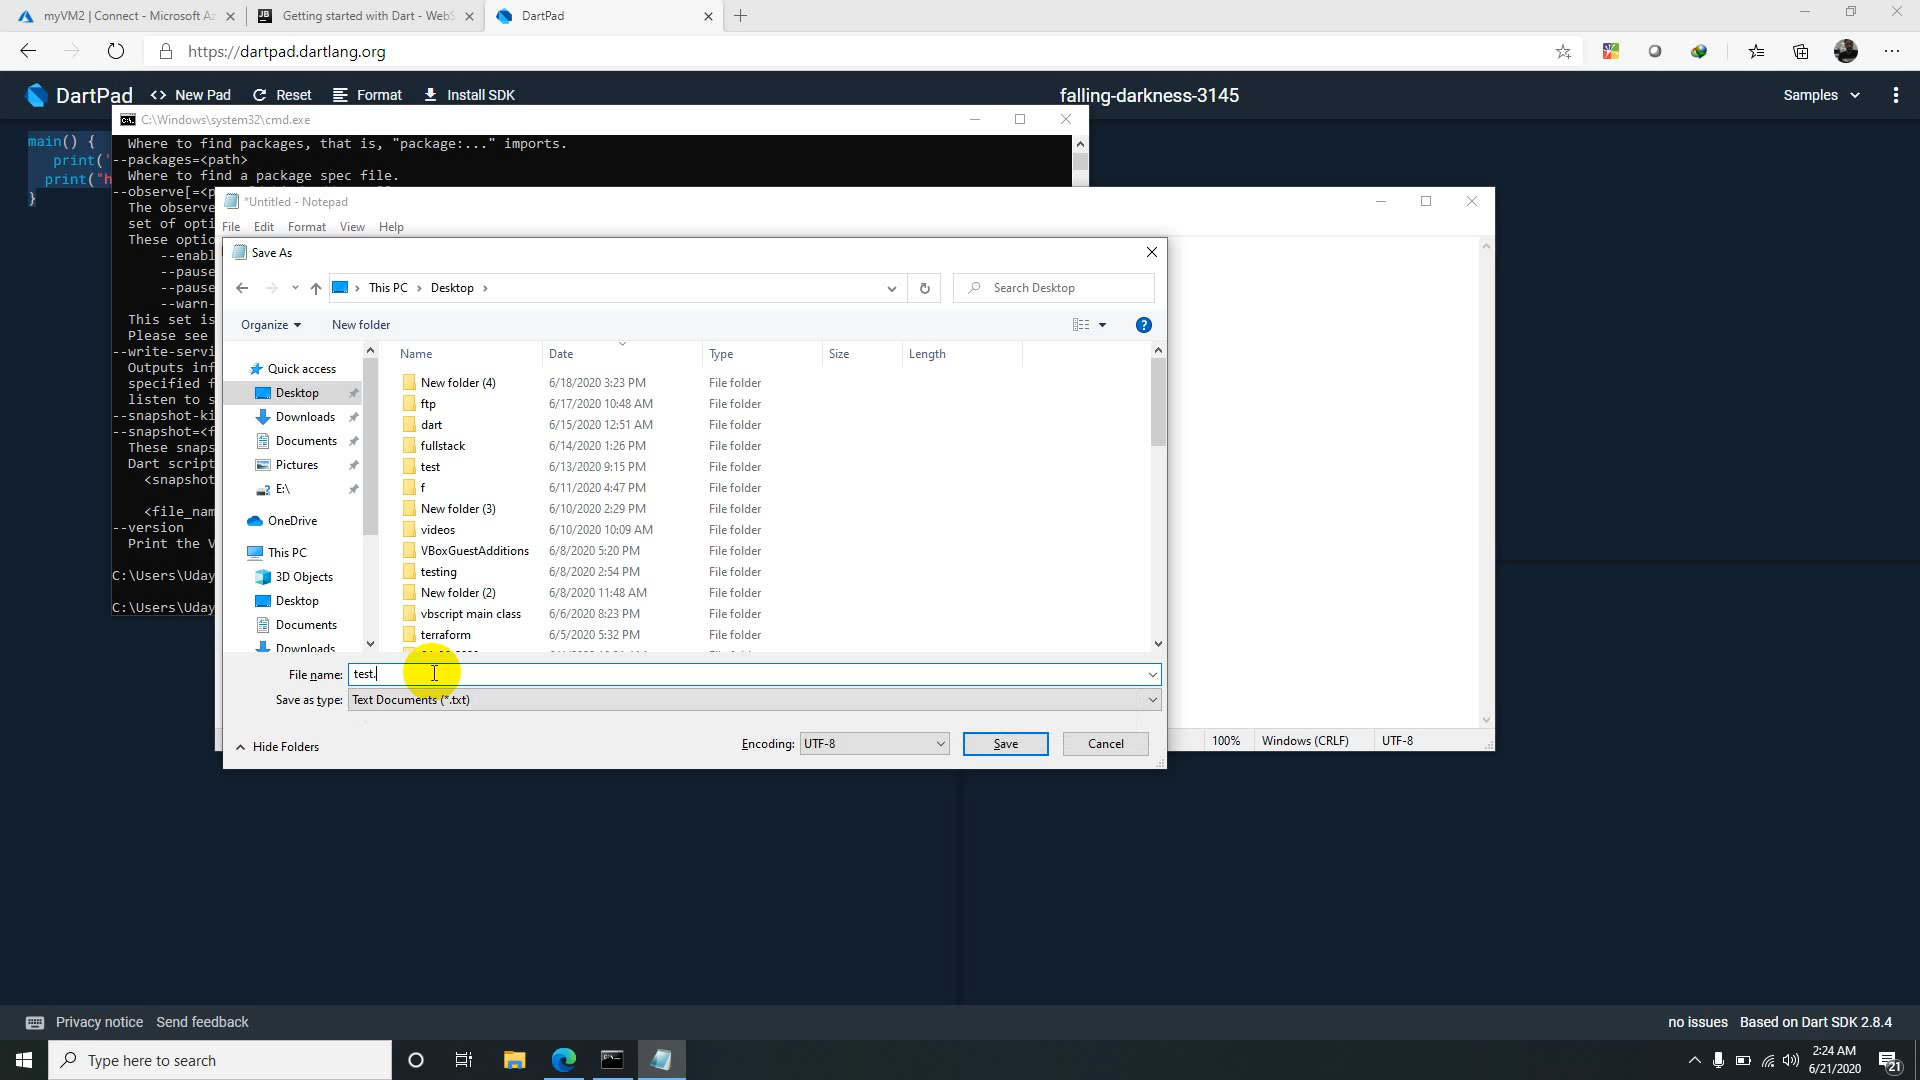 myVM2 | Connect - Microsoft Az
Getting started with Dart - WebS
DartPad
https://dartpad.dartlang.org
DartPad
<> New Pad
Reset
Format
Install SDK
falling-darkness-3145
Samples
main() {
print('
print("h
}
C:\Windows\system32\cmd.exe
Where to find packages, that is, "package:..." imports.
--packages=<path>
Where to find a package spec file.
--observe[=<p
The observe
set of opti
These optio
--enabl
--pause
--pause
--warn-
This set is
Please see
--write-servi
Outputs inf
specified f
listen to s
--snapshot-ki
--snapshot=<f
These snaps
Dart script
<snapshot
<file_nam
--version
Print the V
C:\Users\Uday
C:\Users\Uday
*Untitled - Notepad
File Edit Format View Help
Save As
This PC > Desktop >
Search Desktop
Organize
New folder
Quick access
Desktop
Downloads
Documents
Pictures
E:\
OneDrive
This PC
3D Objects
Desktop
Documents
Downloads
Name Date Type Size Length
New folder (4) 6/18/2020 3:23 PM File folder
ftp 6/17/2020 10:48 AM File folder
dart 6/15/2020 12:51 AM File folder
fullstack 6/14/2020 1:26 PM File folder
test 6/13/2020 9:15 PM File folder
f 6/11/2020 4:47 PM File folder
New folder (3) 6/10/2020 2:29 PM File folder
videos 6/10/2020 10:09 AM File folder
VBoxGuestAdditions 6/8/2020 5:20 PM File folder
testing 6/8/2020 2:54 PM File folder
New folder (2) 6/8/2020 11:48 AM File folder
vbscript main class 6/6/2020 8:23 PM File folder
terraform 6/5/2020 5:32 PM File folder
File name: test.
Save as type: Text Documents (*.txt)
Hide Folders
Encoding: UTF-8
Save
Cancel
100%
Windows (CRLF)
UTF-8
Privacy notice
Send feedback
no issues
Based on Dart SDK 2.8.4
Type here to search
2:24 AM
6/21/2020
21